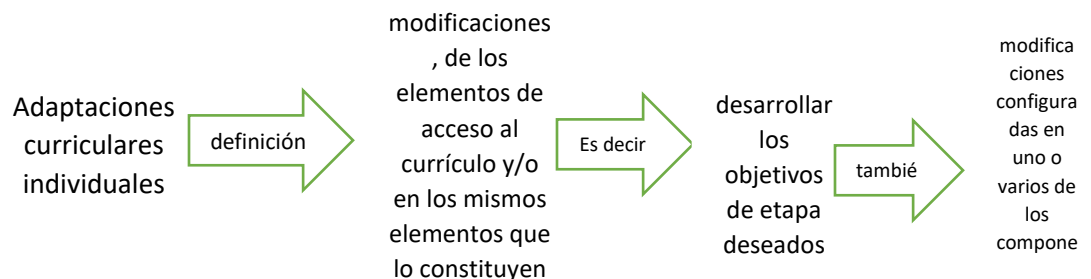 Adaptaciones
curriculares
individuales
definición
modificaciones
, de los
elementos de
acceso al
currículo y/o
en los mismos
elementos que
lo constituyen
Es decir
desarrollar
los
objetivos
de etapa
deseados
tambié
modifica
ciones
configura
das en
uno o
varios de
los
compone